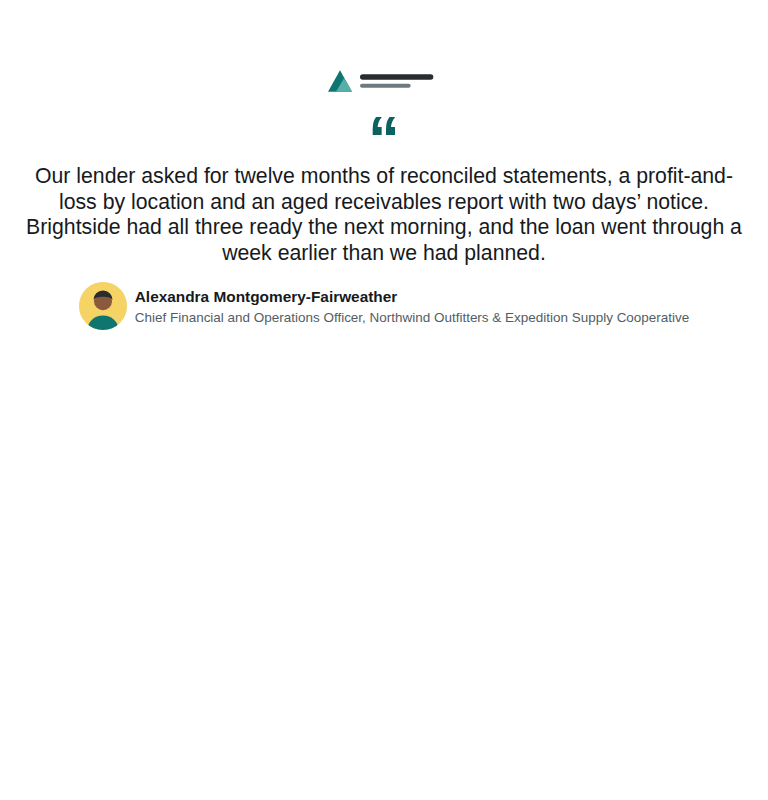 “
Our lender asked for twelve months of reconciled statements, a profit-and-
loss by location and an aged receivables report with two days’ notice.
Brightside had all three ready the next morning, and the loan went through a
week earlier than we had planned.
Alexandra Montgomery-Fairweather
Chief Financial and Operations Officer, Northwind Outfitters & Expedition Supply Cooperative